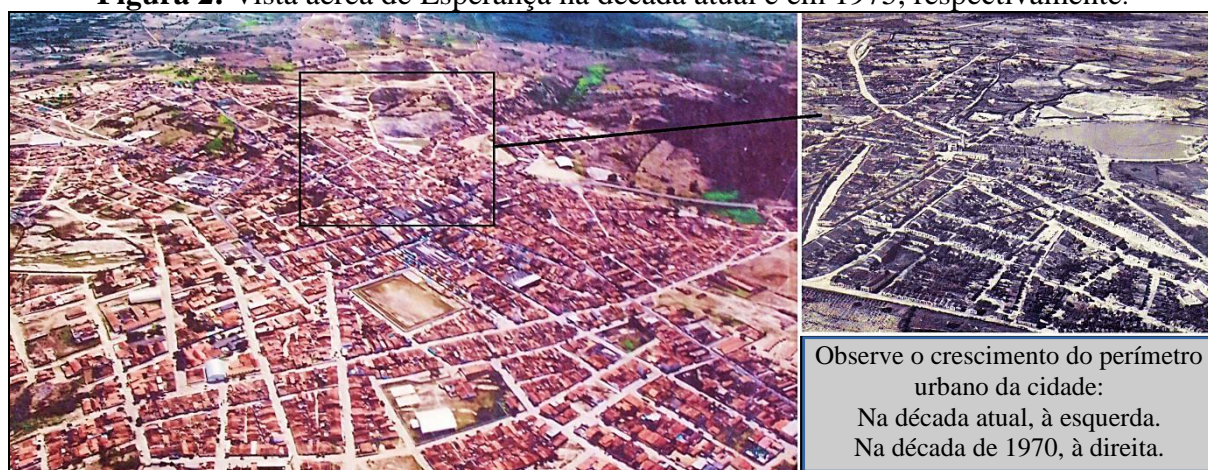 Figura 2: Vista aérea de Esperança na década atual e em 1973, respectivamente.
Observe o crescimento do perímetro
urbano da cidade:
Na década atual, à esquerda.
Na década de 1970, à direita.